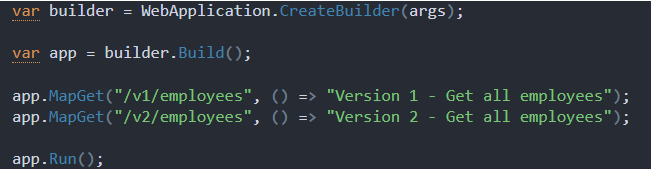 var builder = WebApplication.CreateBuilder(args);
var app = builder.Build();
app.MapGet("/v1/employees", () => "Version 1 - Get all employees");
app.MapGet("/v2/employees", () => "Version 2 - Get all employees");
app.Run();